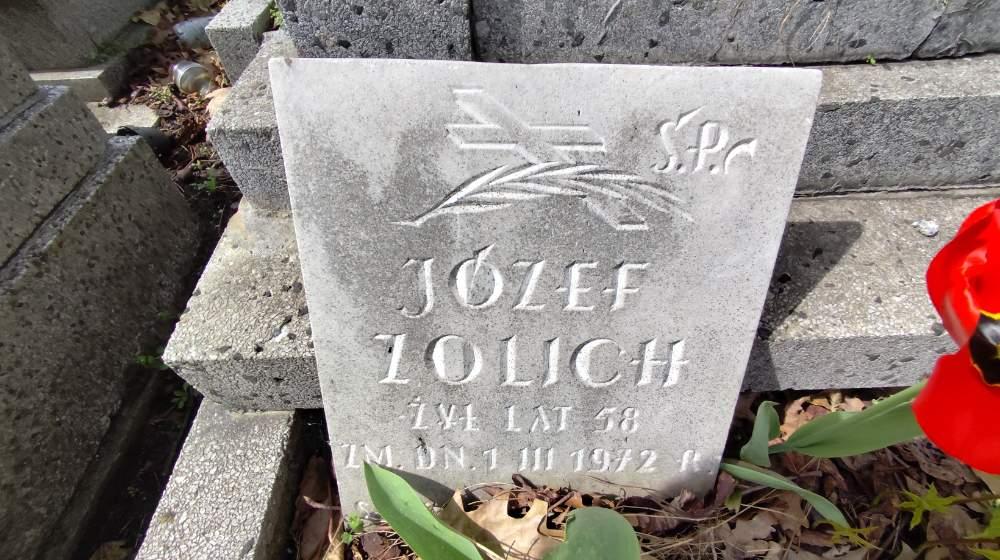 Ś.P.
JÓZEF
ZOLICH
ŻYŁ LAT 58
ZM. DN. 1 III 1972 R.